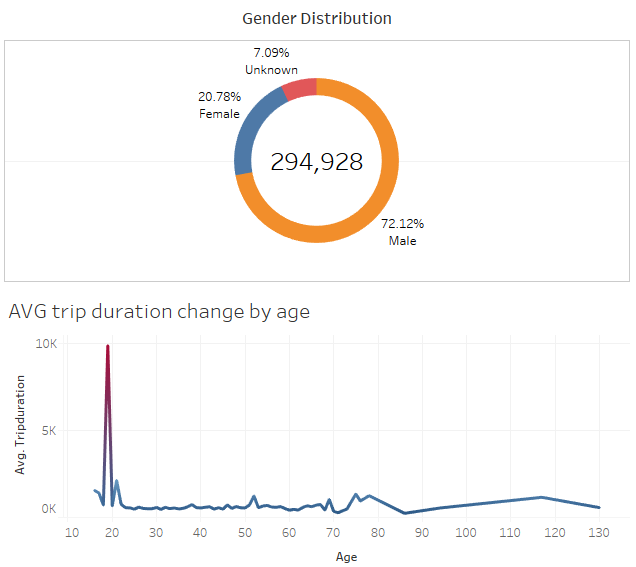 Gender Distribution
7.09%
Unknown
20.78%
Female
294,928
72.12%
Male
AVG trip duration change by age
10K
5K
0K
Avg. Tripduration
10 20 30 40 50 60 70 80 90 100 110 120 130
Age